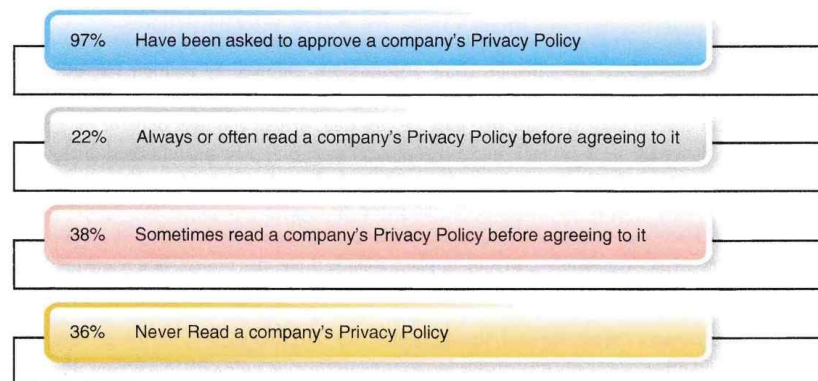 97% Have been asked to approve a company's Privacy Policy
22% Always or often read a company's Privacy Policy before agreeing to it
38% Sometimes read a company's Privacy Policy before agreeing to it
36% Never Read a company's Privacy Policy